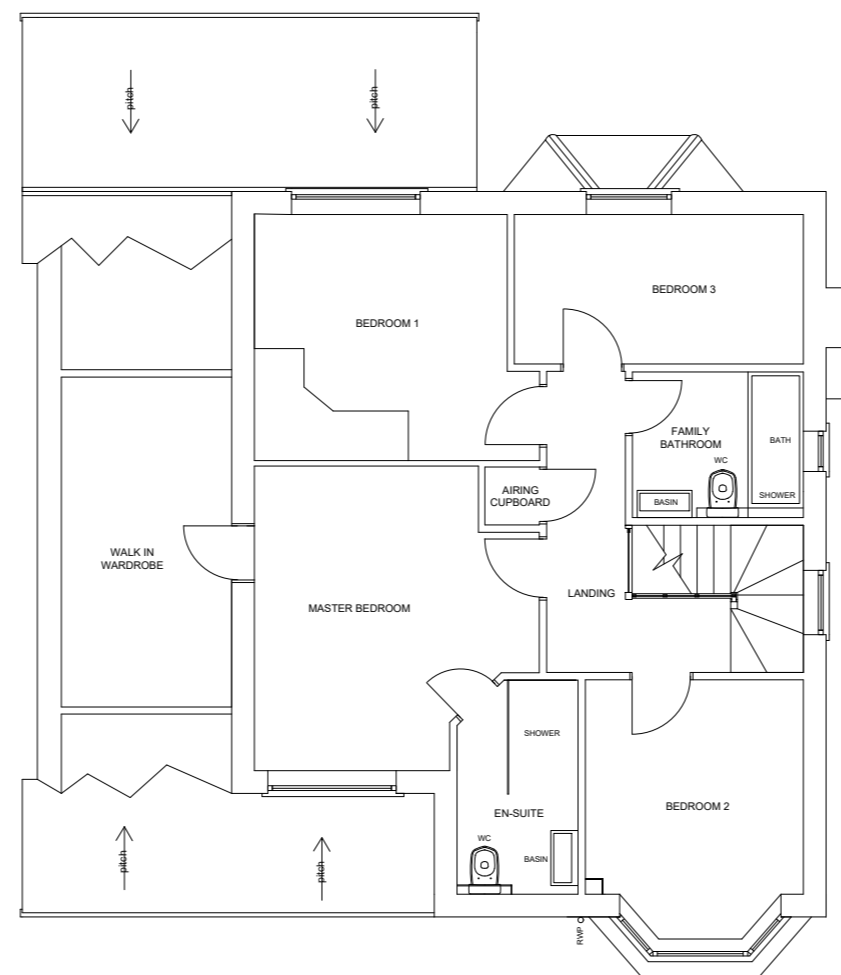 pitch
pitch
BEDROOM 3
BEDROOM 1
FAMILY
BATHROOM
BATH
WC
AIRING
CUPBOARD
BASIN
SHOWER
WALK IN
WARDROBE
LANDING
MASTER BEDROOM
SHOWER
EN-SUITE
BEDROOM 2
WC
BASIN
pitch
pitch
RWP